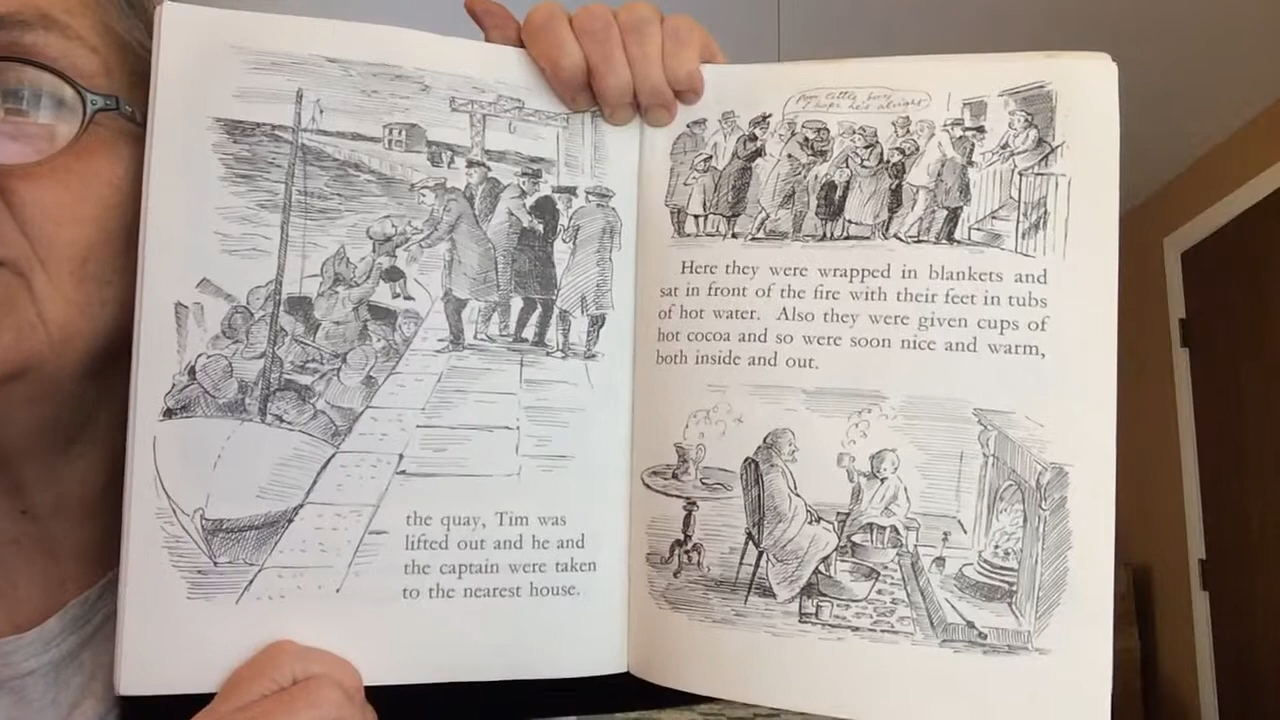 the quay, Tim was
lifted out and he and
the captain were taken
to the nearest house.
Poor little boy
I hope he's alright
Here they were wrapped in blankets and
sat in front of the fire with their feet in tubs
of hot water. Also they were given cups of
hot cocoa and so were soon nice and warm,
both inside and out.